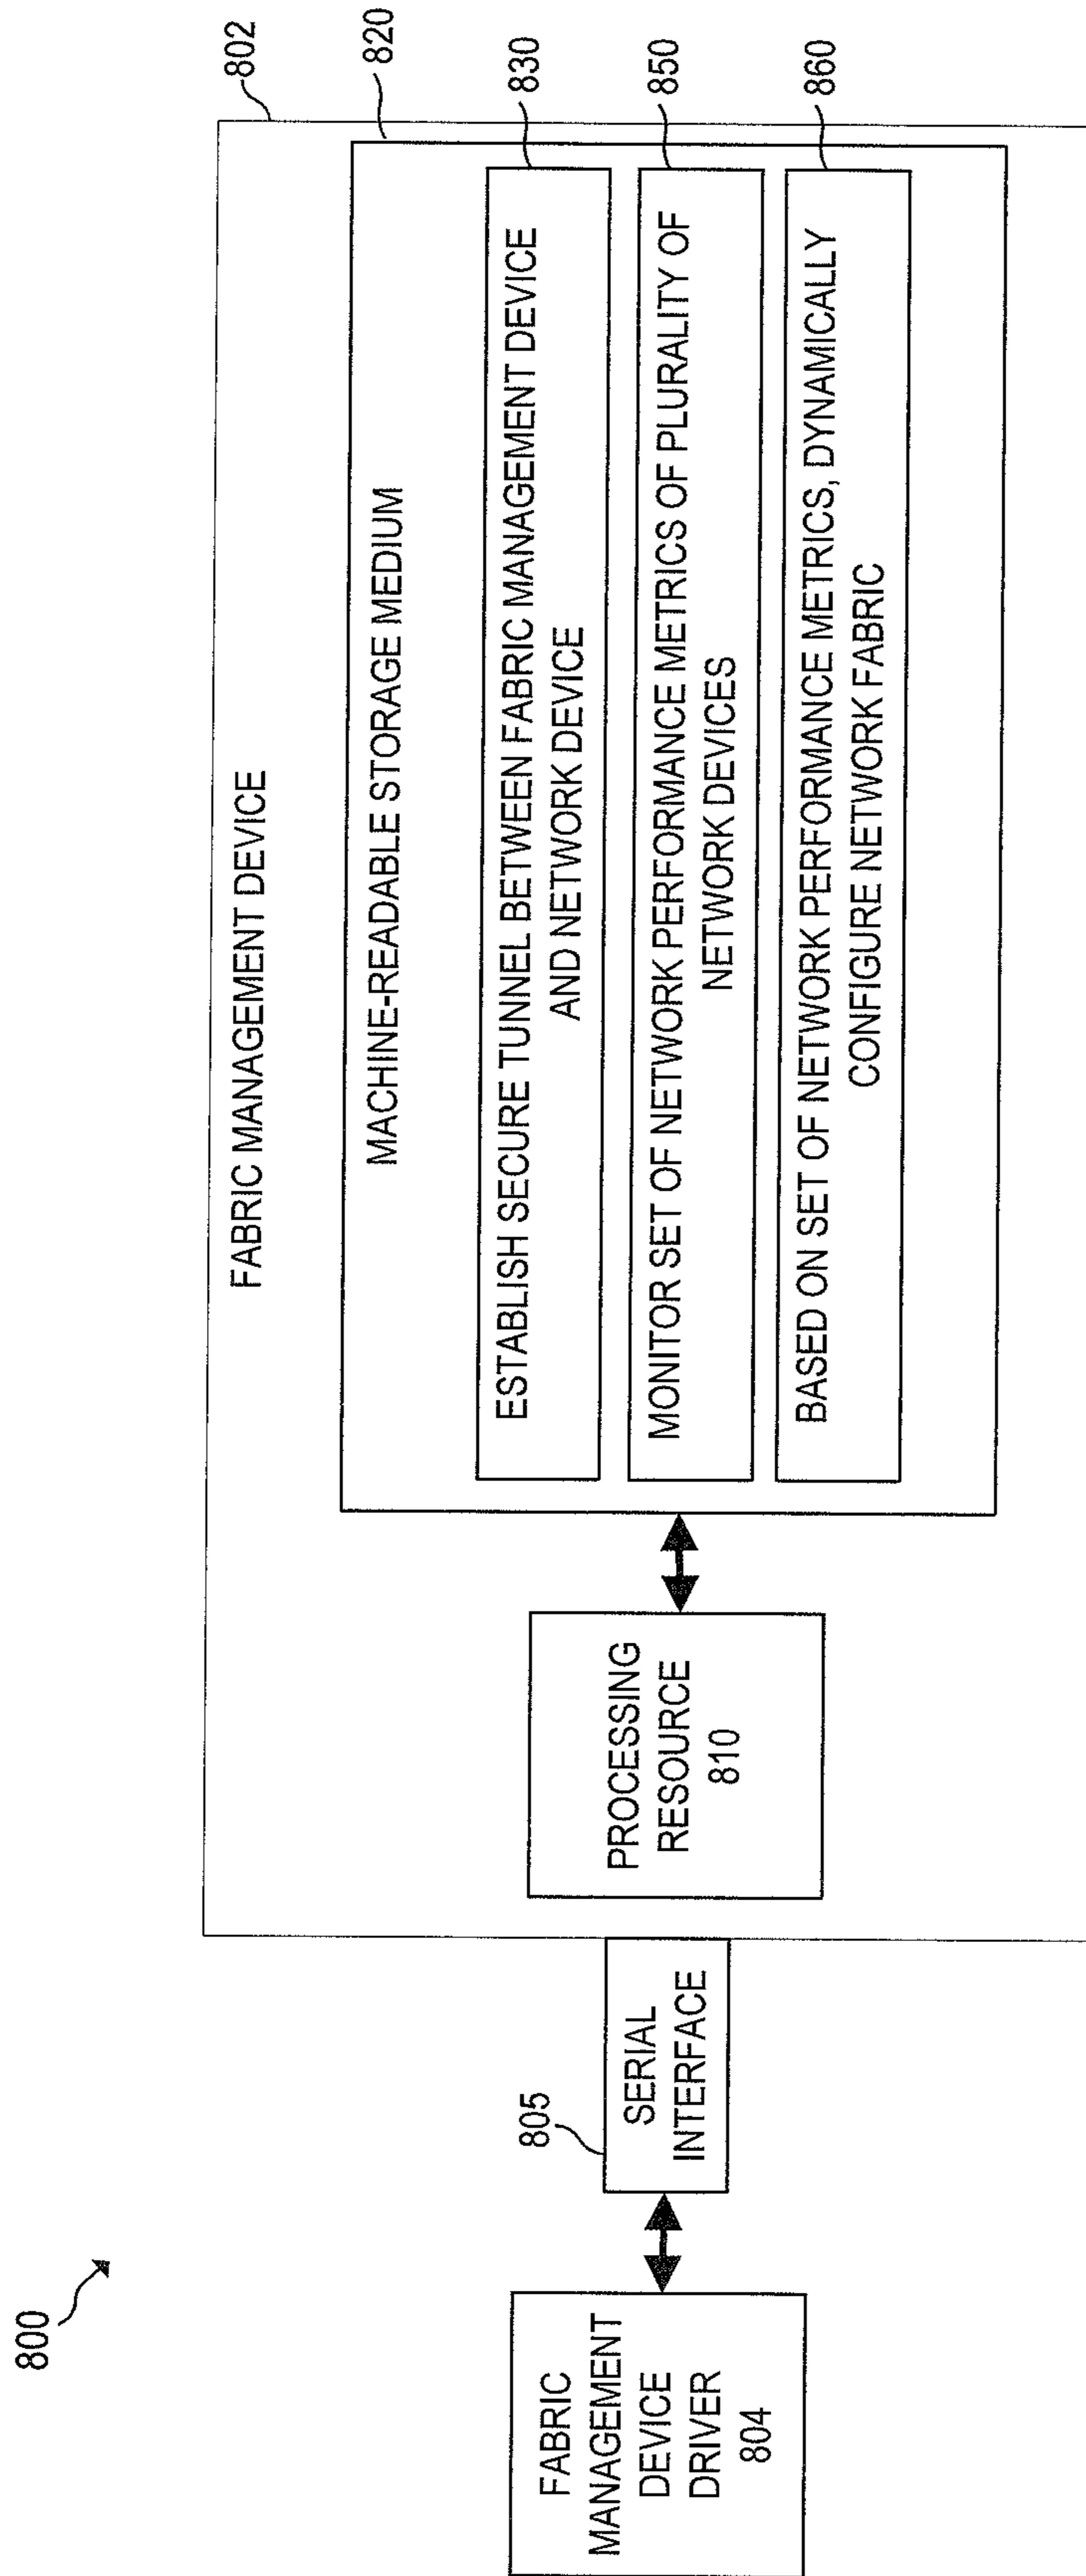 800
FABRIC
MANAGEMENT
DEVICE
DRIVER
804
805
SERIAL
INTERFACE
FABRIC MANAGEMENT DEVICE
802
PROCESSING
RESOURCE
810
MACHINE-READABLE STORAGE MEDIUM
820
ESTABLISH SECURE TUNNEL BETWEEN FABRIC MANAGEMENT DEVICE
AND NETWORK DEVICE
830
MONITOR SET OF NETWORK PERFORMANCE METRICS OF PLURALITY OF
NETWORK DEVICES
850
BASED ON SET OF NETWORK PERFORMANCE METRICS, DYNAMICALLY
CONFIGURE NETWORK FABRIC
860